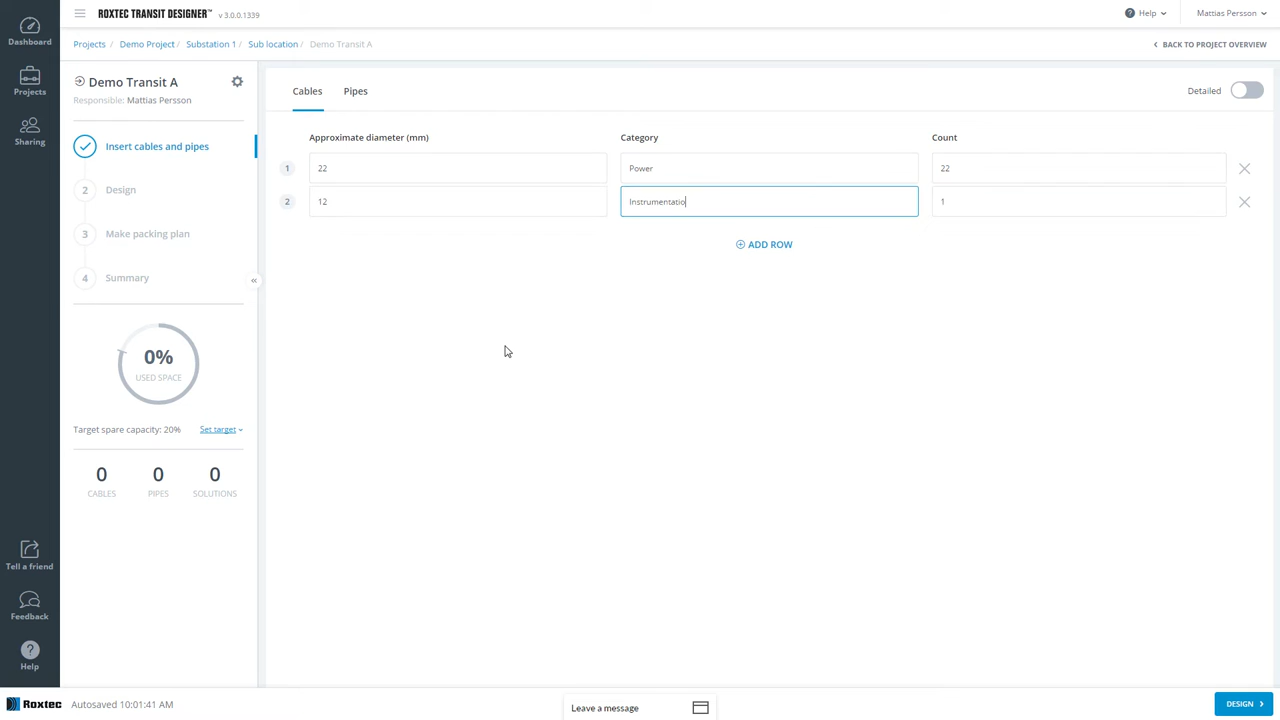 ROXTEC TRANSIT DESIGNER™ v 3.0.0.1339
Help
Mattias Persson
Dashboard
Projects
Sharing
Tell a friend
Feedback
Help
Projects / Demo Project / Substation 1 / Sub location / Demo Transit A
BACK TO PROJECT OVERVIEW
Demo Transit A
Responsible: Mattias Persson
Insert cables and pipes
2 Design
3 Make packing plan
4 Summary
0%
USED SPACE
Target spare capacity: 20% Set target
0 0 0
CABLES PIPES SOLUTIONS
Cables Pipes
Detailed
Approximate diameter (mm) Category Count
1 22 Power 22
2 12 Instrumentatio 1
ADD ROW
Roxtec Autosaved 10:01:41 AM
Leave a message
DESIGN